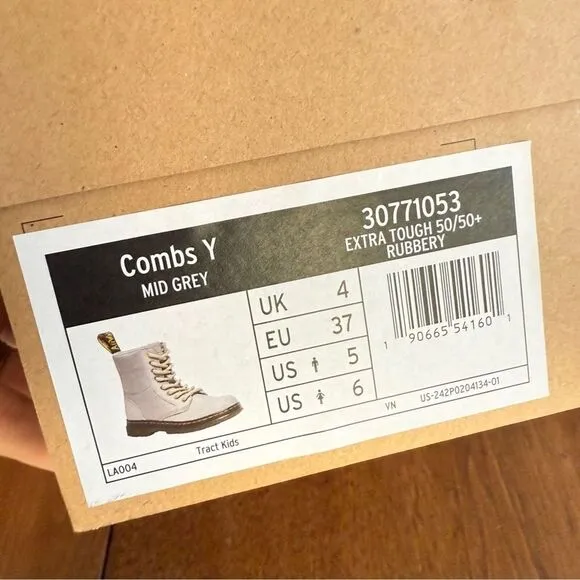 Combs Y
MID GREY
30771053
EXTRA TOUGH 50/50+
RUBBERY
UK 4
EU 37
US 5
US 6
1 90665 54160 1
VN US-242P0204134-01
Tract Kids
LA004